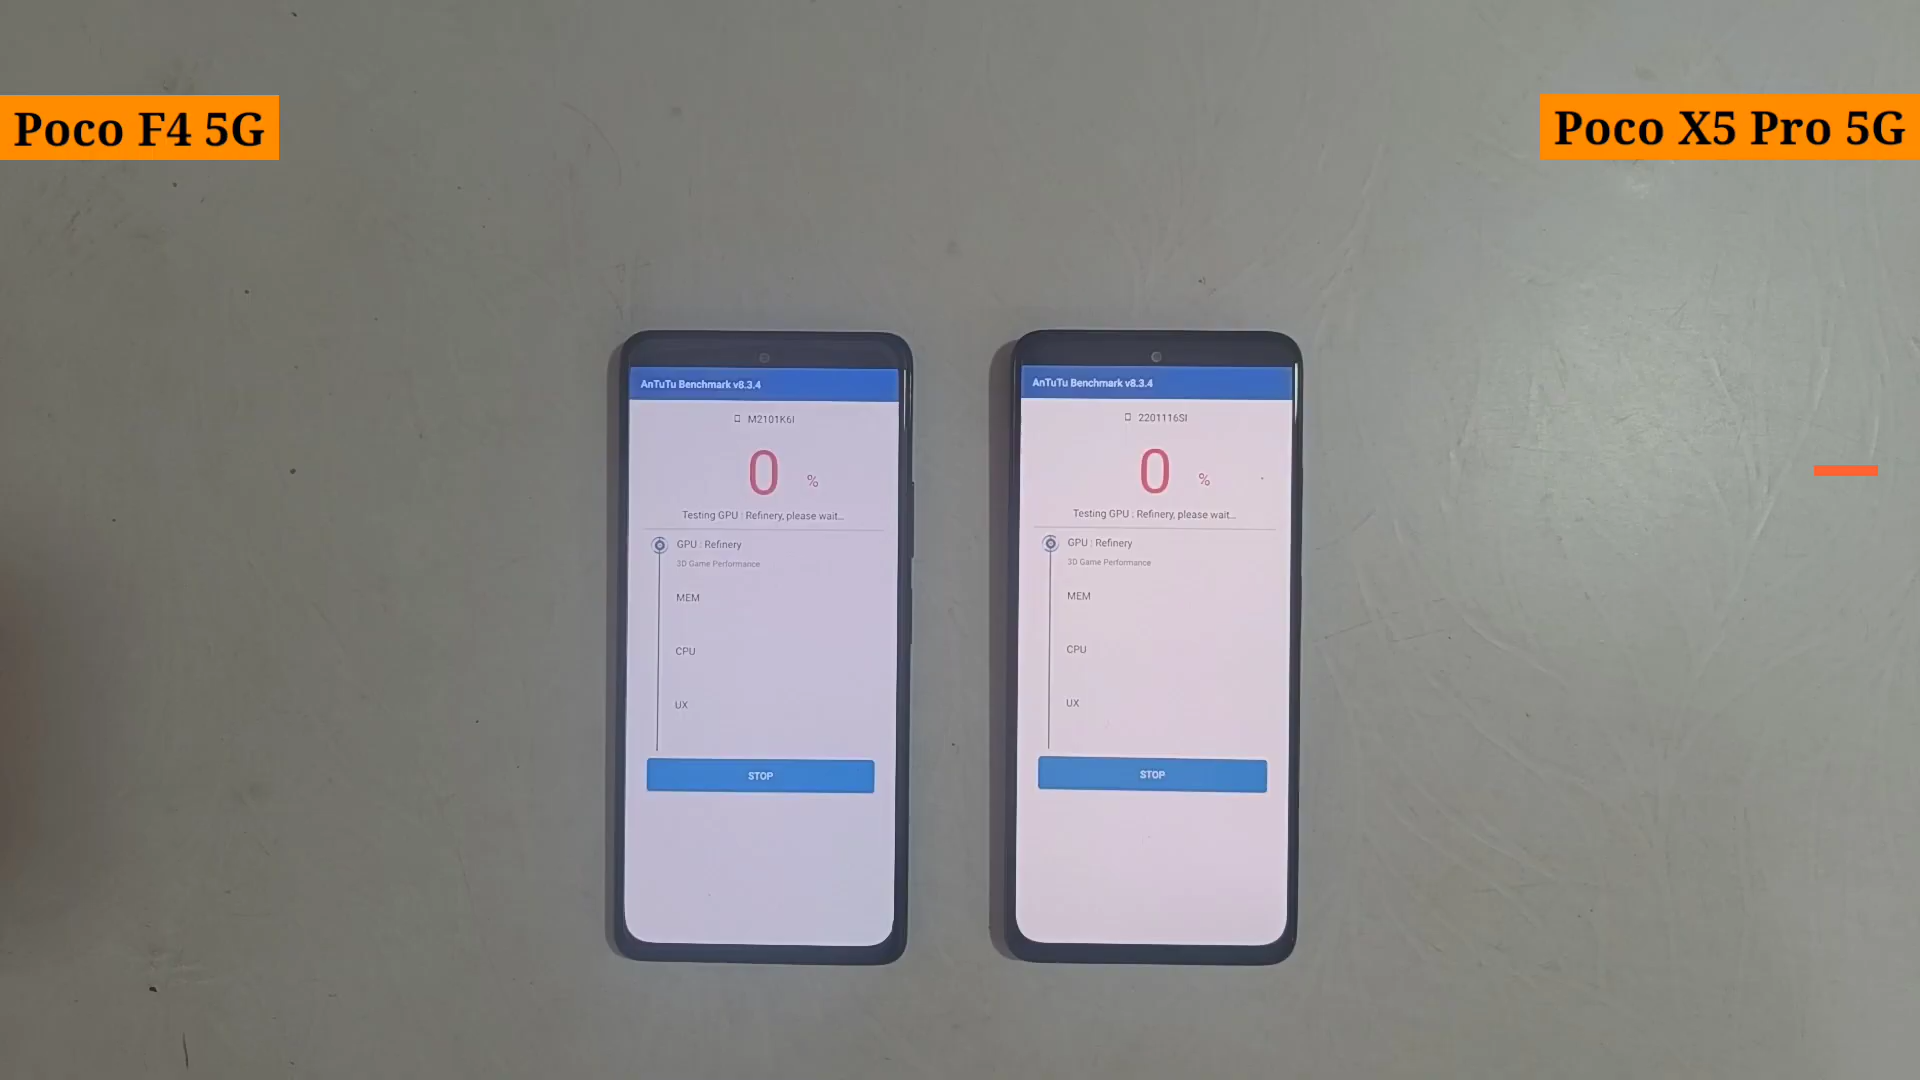 Poco F4 5G
Poco X5 Pro 5G
AnTuTu Benchmark v8.3.4
M2101K6I
0 %
Testing GPU : Refinery, please wait...
GPU : Refinery
3D Game Performance
MEM
CPU
UX
STOP
AnTuTu Benchmark v8.3.4
2201116SI
0 %
Testing GPU : Refinery, please wait...
GPU : Refinery
3D Game Performance
MEM
CPU
UX
STOP